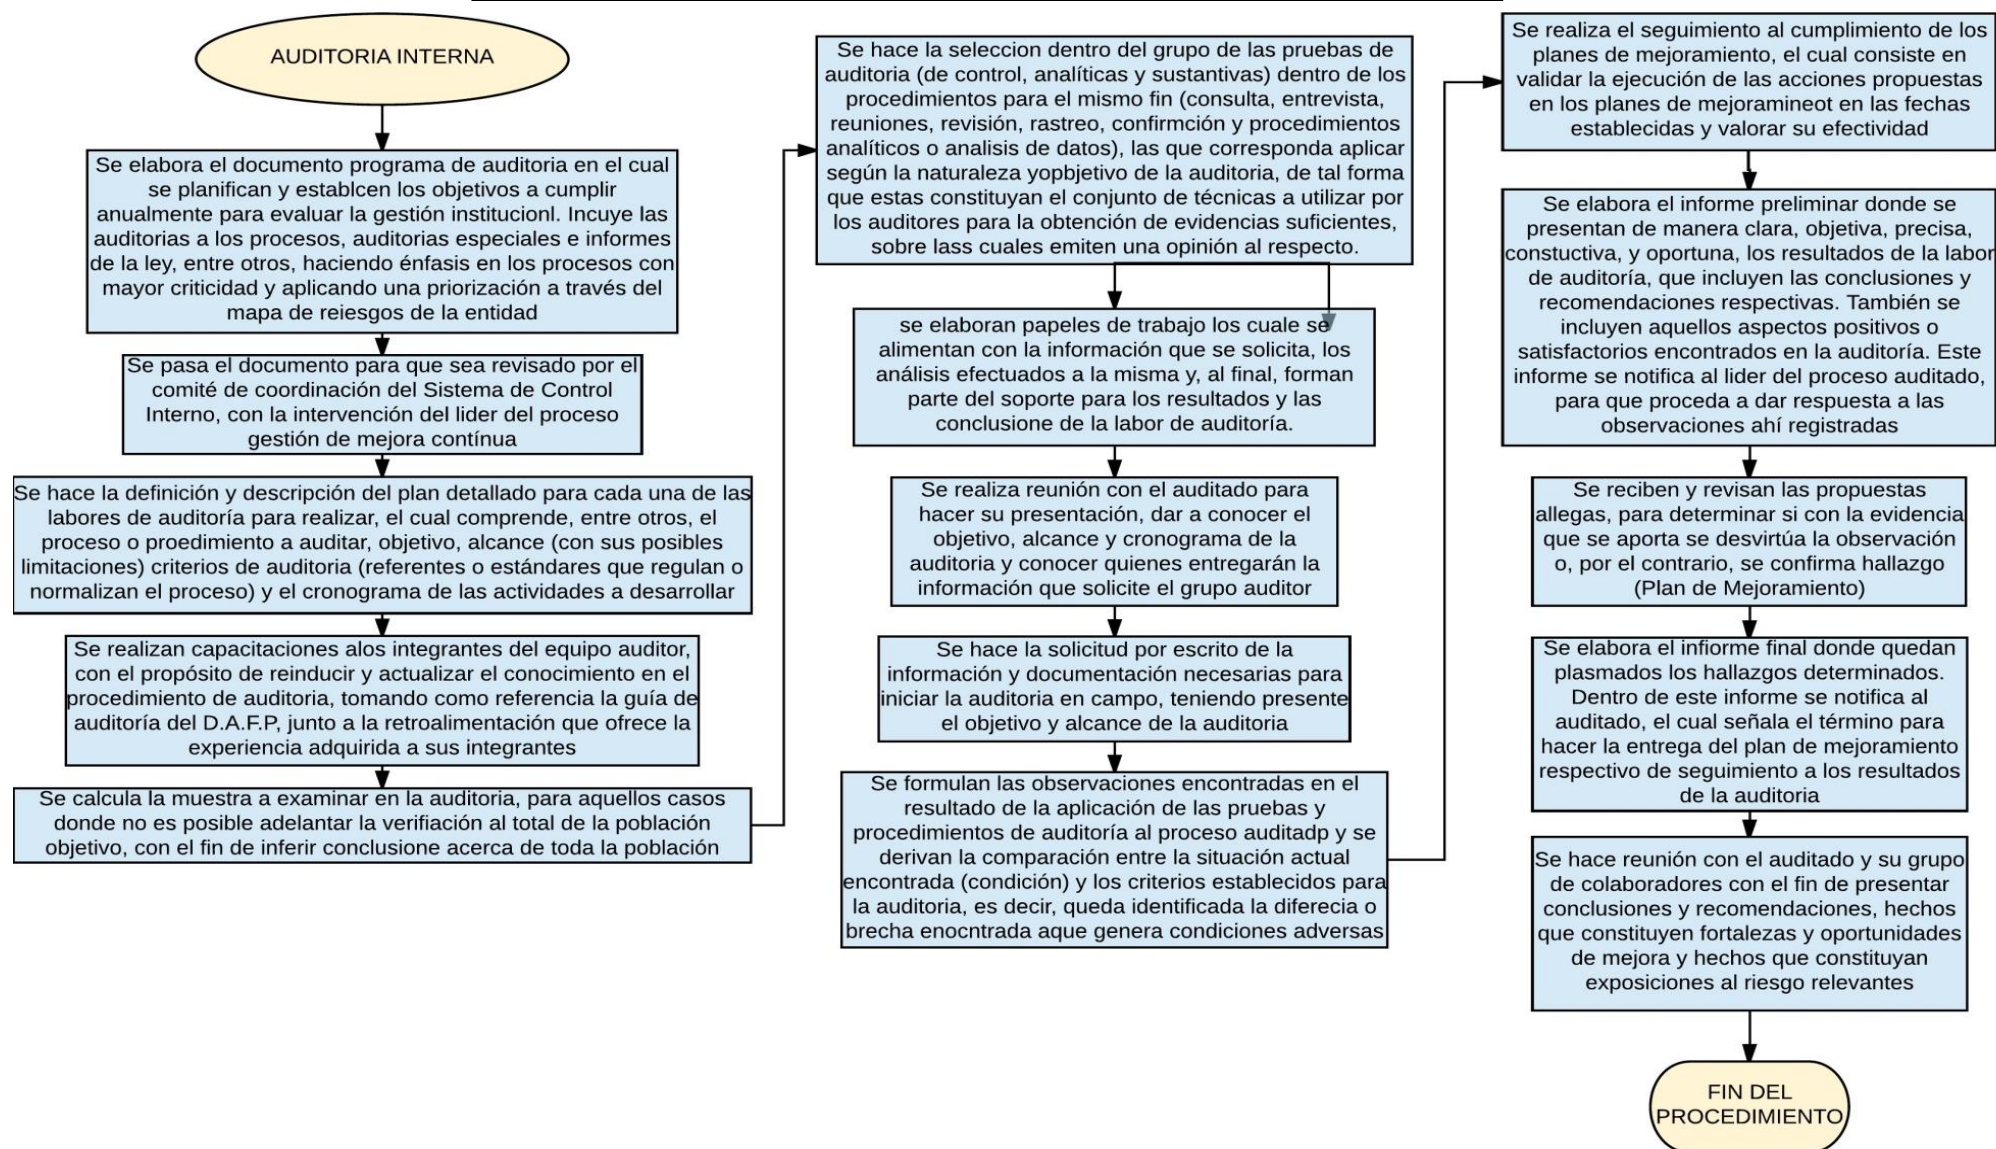 AUDITORIA INTERNA
Se elabora el documento programa de auditoria en el cual
se planifican y establcen los objetivos a cumplir
anualmente para evaluar la gestión institucionl. Incuye las
auditorias a los procesos, auditorias especiales e informes
de la ley, entre otros, haciendo énfasis en los procesos con
mayor criticidad y aplicando una priorización a través del
mapa de reiesgos de la entidad
Se pasa el documento para que sea revisado por el
comité de coordinación del Sistema de Control
Interno, con la intervención del lider del proceso
gestión de mejora contínua
Se hace la definición y descripción del plan detallado para cada una de las
labores de auditoría para realizar, el cual comprende, entre otros, el
proceso o proedimiento a auditar, objetivo, alcance (con sus posibles
limitaciones) criterios de auditoria (referentes o estándares que regulan o
normalizan el proceso) y el cronograma de las actividades a desarrollar
Se realizan capacitaciones alos integrantes del equipo auditor,
con el propósito de reinducir y actualizar el conocimiento en el
procedimiento de auditoria, tomando como referencia la guía de
auditoría del D.A.F.P, junto a la retroalimentación que ofrece la
experiencia adquirida a sus integrantes
Se calcula la muestra a examinar en la auditoria, para aquellos casos
donde no es posible adelantar la verifiación al total de la población
objetivo, con el fin de inferir conclusione acerca de toda la población
Se hace la seleccion dentro del grupo de las pruebas de
auditoria (de control, analíticas y sustantivas) dentro de los
procedimientos para el mismo fin (consulta, entrevista,
reuniones, revisión, rastreo, confirmción y procedimientos
analíticos o analisis de datos), las que corresponda aplicar
según la naturaleza yopbjetivo de la auditoria, de tal forma
que estas constituyan el conjunto de técnicas a utilizar por
los auditores para la obtención de evidencias suficientes,
sobre lass cuales emiten una opinión al respecto.
se elaboran papeles de trabajo los cuale se
alimentan con la información que se solicita, los
análisis efectuados a la misma y, al final, forman
parte del soporte para los resultados y las
conclusione de la labor de auditoría.
Se realiza reunión con el auditado para
hacer su presentación, dar a conocer el
objetivo, alcance y cronograma de la
auditoria y conocer quienes entregarán la
información que solicite el grupo auditor
Se hace la solicitud por escrito de la
información y documentación necesarias para
iniciar la auditoria en campo, teniendo presente
el objetivo y alcance de la auditoria
Se formulan las observaciones encontradas en el
resultado de la aplicación de las pruebas y
procedimientos de auditoría al proceso auditadp y se
derivan la comparación entre la situación actual
encontrada (condición) y los criterios establecidos para
la auditoria, es decir, queda identificada la diferecia o
brecha enocntrada aque genera condiciones adversas
Se realiza el seguimiento al cumplimiento de los
planes de mejoramiento, el cual consiste en
validar la ejecución de las acciones propuestas
en los planes de mejoramineot en las fechas
establecidas y valorar su efectividad
Se elabora el informe preliminar donde se
presentan de manera clara, objetiva, precisa,
constuctiva, y oportuna, los resultados de la labor
de auditoría, que incluyen las conclusiones y
recomendaciones respectivas. También se
incluyen aquellos aspectos positivos o
satisfactorios encontrados en la auditoría. Este
informe se notifica al lider del proceso auditado,
para que proceda a dar respuesta a las
observaciones ahí registradas
Se reciben y revisan las propuestas
allegas, para determinar si con la evidencia
que se aporta se desvirtúa la observación
o, por el contrario, se confirma hallazgo
(Plan de Mejoramiento)
Se elabora el infiorme final donde quedan
plasmados los hallazgos determinados.
Dentro de este informe se notifica al
auditado, el cual señala el término para
hacer la entrega del plan de mejoramiento
respectivo de seguimiento a los resultados
de la auditoria
Se hace reunión con el auditado y su grupo
de colaboradores con el fin de presentar
conclusiones y recomendaciones, hechos
que constituyen fortalezas y oportunidades
de mejora y hechos que constituyan
exposiciones al riesgo relevantes
FIN DEL
PROCEDIMIENTO